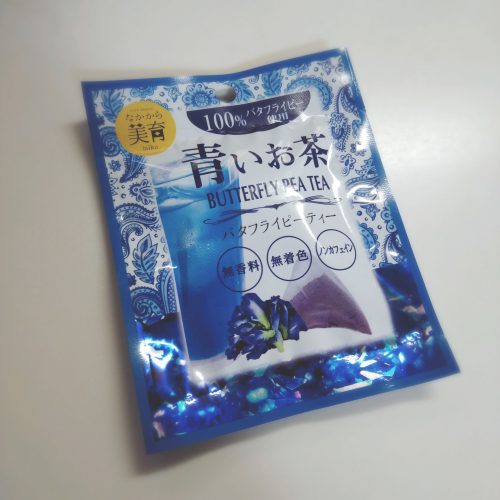 なかから
美育
biiku
100%バタフライピー
使用
青いお茶
BUTTERFLY PEA TEA
バタフライピーティー
無香料
無着色
ノンカフェイン